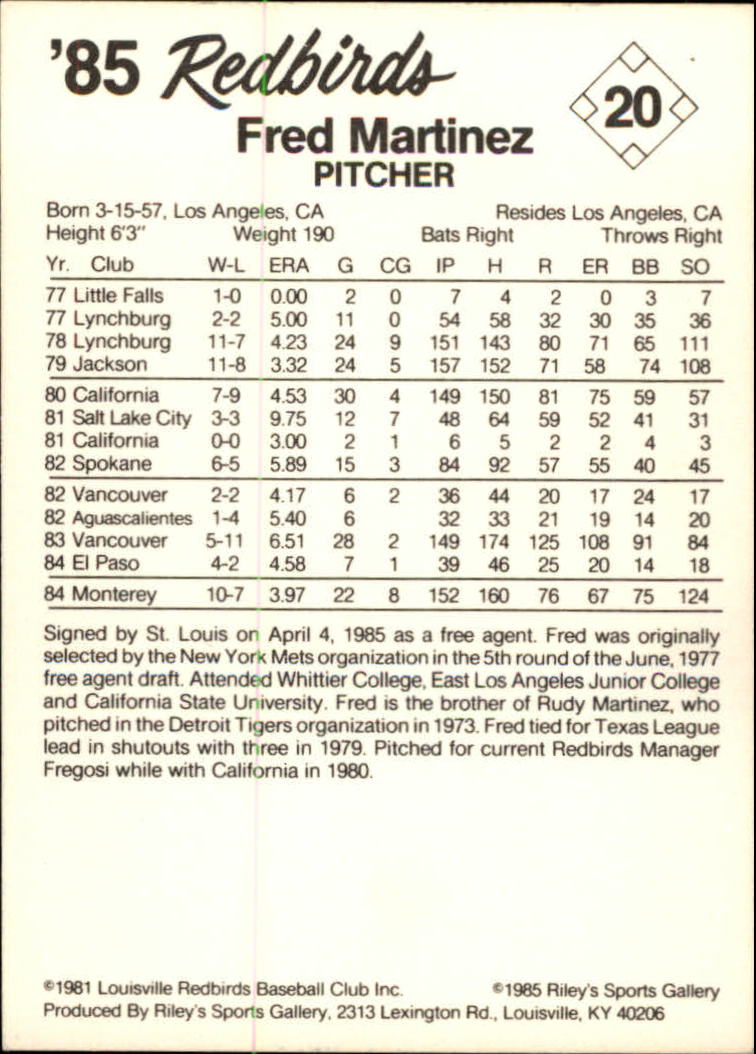 '85 Redbirds
20
Fred Martinez
PITCHER
Born 3-15-57, Los Angeles, CA Resides Los Angeles, CA
Height 6'3" Weight 190 Bats Right Throws Right
Yr. Club W-L ERA G CG IP H R ER BB SO
77 Little Falls 1-0 0.00 2 0 7 4 2 0 3 7
77 Lynchburg 2-2 5.00 11 0 54 58 32 30 35 36
78 Lynchburg 11-7 4.23 24 9 151 143 80 71 65 111
79 Jackson 11-8 3.32 24 5 157 152 71 58 74 108
80 California 7-9 4.53 30 4 149 150 81 75 59 57
81 Salt Lake City 3-3 9.75 12 7 48 64 59 52 41 31
81 California 0-0 3.00 2 1 6 5 2 2 4 3
82 Spokane 6-5 5.89 15 3 84 92 57 55 40 45
82 Vancouver 2-2 4.17 6 2 36 44 20 17 24 17
82 Aguascalientes 1-4 5.40 6 32 33 21 19 14 20
83 Vancouver 5-11 6.51 28 2 149 174 125 108 91 84
84 El Paso 4-2 4.58 7 1 39 46 25 20 14 18
84 Monterey 10-7 3.97 22 8 152 160 76 67 75 124
Signed by St. Louis on April 4, 1985 as a free agent. Fred was originally
selected by the New York Mets organization in the 5th round of the June, 1977
free agent draft. Attended Whittier College, East Los Angeles Junior College
and California State University. Fred is the brother of Rudy Martinez, who
pitched in the Detroit Tigers organization in 1973. Fred tied for Texas League
lead in shutouts with three in 1979. Pitched for current Redbirds Manager
Fregosi while with California in 1980.
©1981 Louisville Redbirds Baseball Club Inc. ©1985 Riley's Sports Gallery
Produced By Riley's Sports Gallery, 2313 Lexington Rd., Louisville, KY 40206